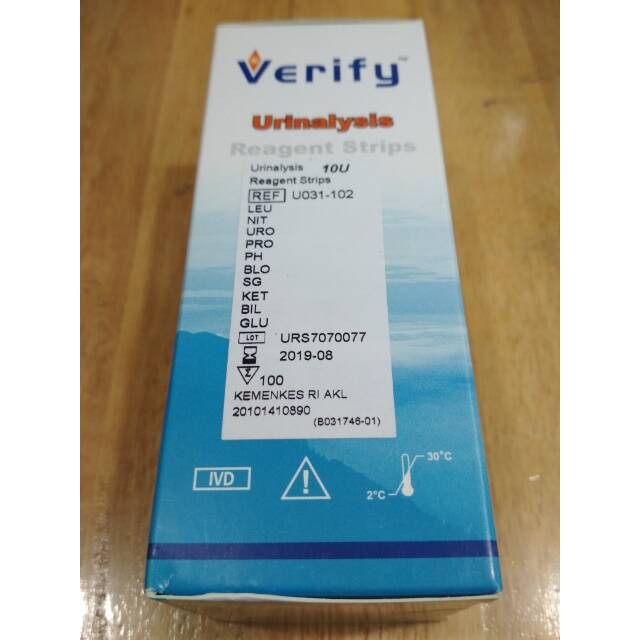 Verify™
Urinalysis
Reagent Strips
Urinalysis 10U
Reagent Strips
REF U031-102
LEU
NIT
URO
PRO
PH
BLO
SG
KET
BIL
GLU
LOT URS7070077
2019-08
Σ 100
KEMENKES RI AKL
20101410890
(B031746-01)
IVD
30°C
2°C